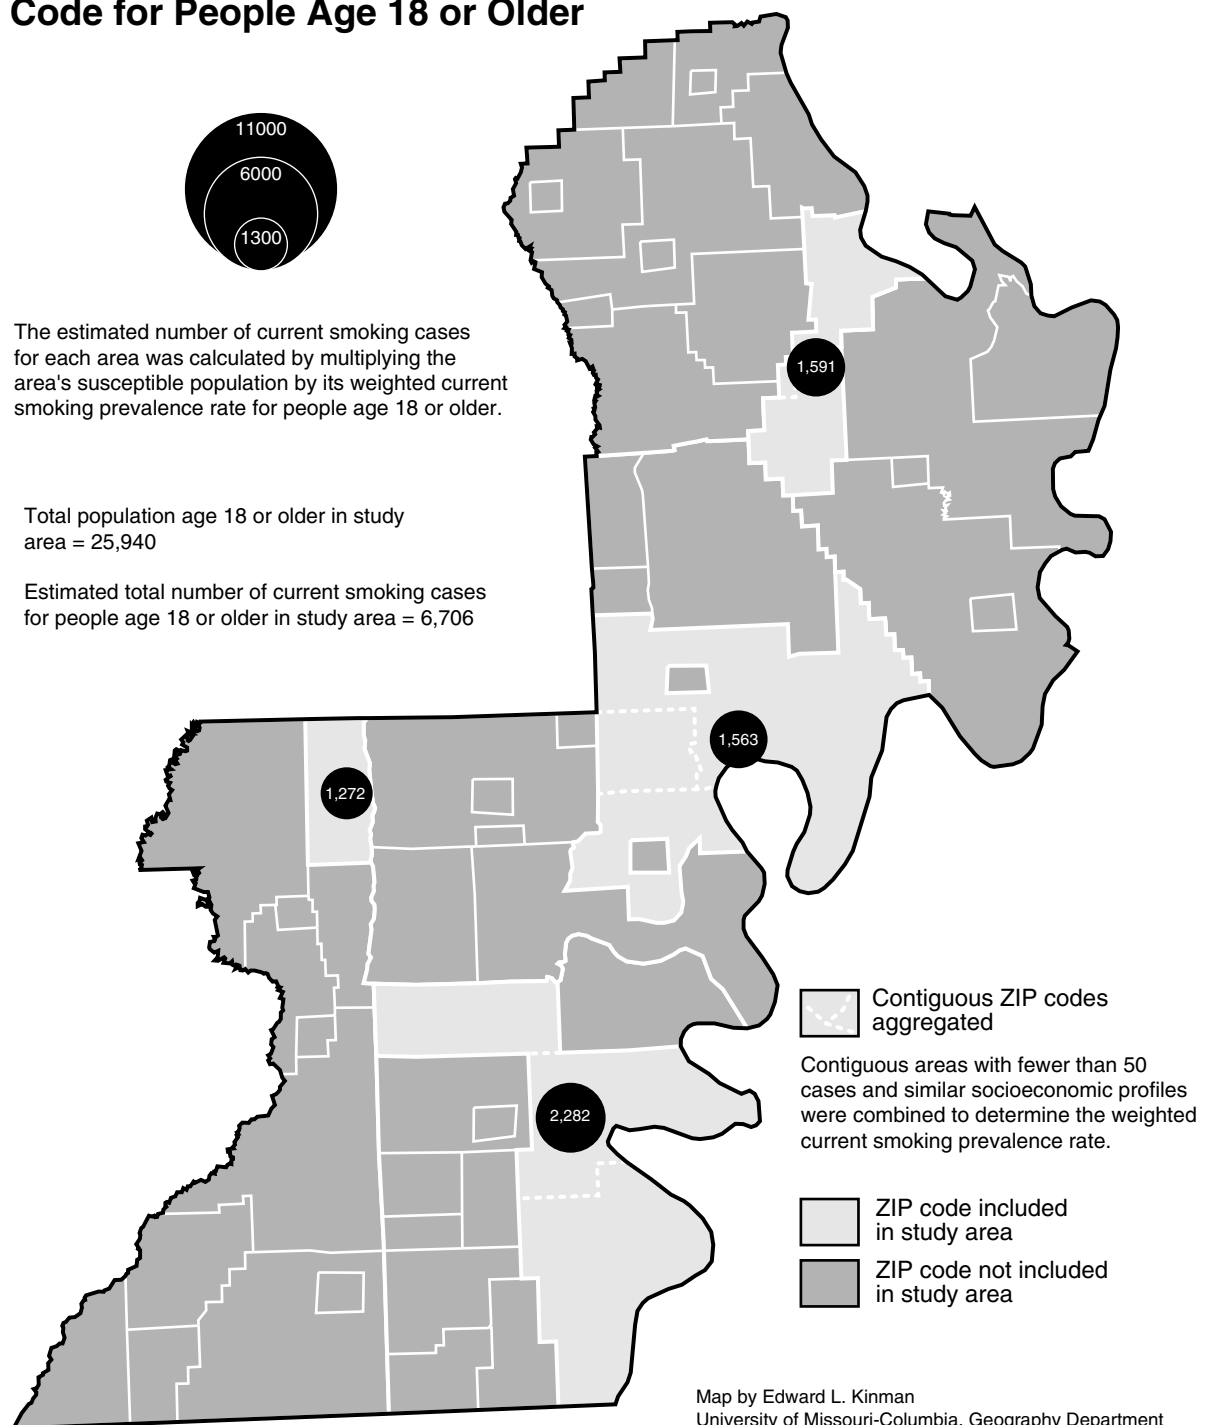 Code for People Age 18 or Older
11000
6000
1300
The estimated number of current smoking cases
for each area was calculated by multiplying the
area's susceptible population by its weighted current
smoking prevalence rate for people age 18 or older.
1,591
Total population age 18 or older in study
area = 25,940
Estimated total number of current smoking cases
for people age 18 or older in study area = 6,706
1,563
1,272
Contiguous ZIP codes
aggregated
Contiguous areas with fewer than 50
cases and similar socioeconomic profiles
were combined to determine the weighted
current smoking prevalence rate.
2,282
ZIP code included
in study area
ZIP code not included
in study area
Map by Edward L. Kinman
University of Missouri-Columbia, Geography Department